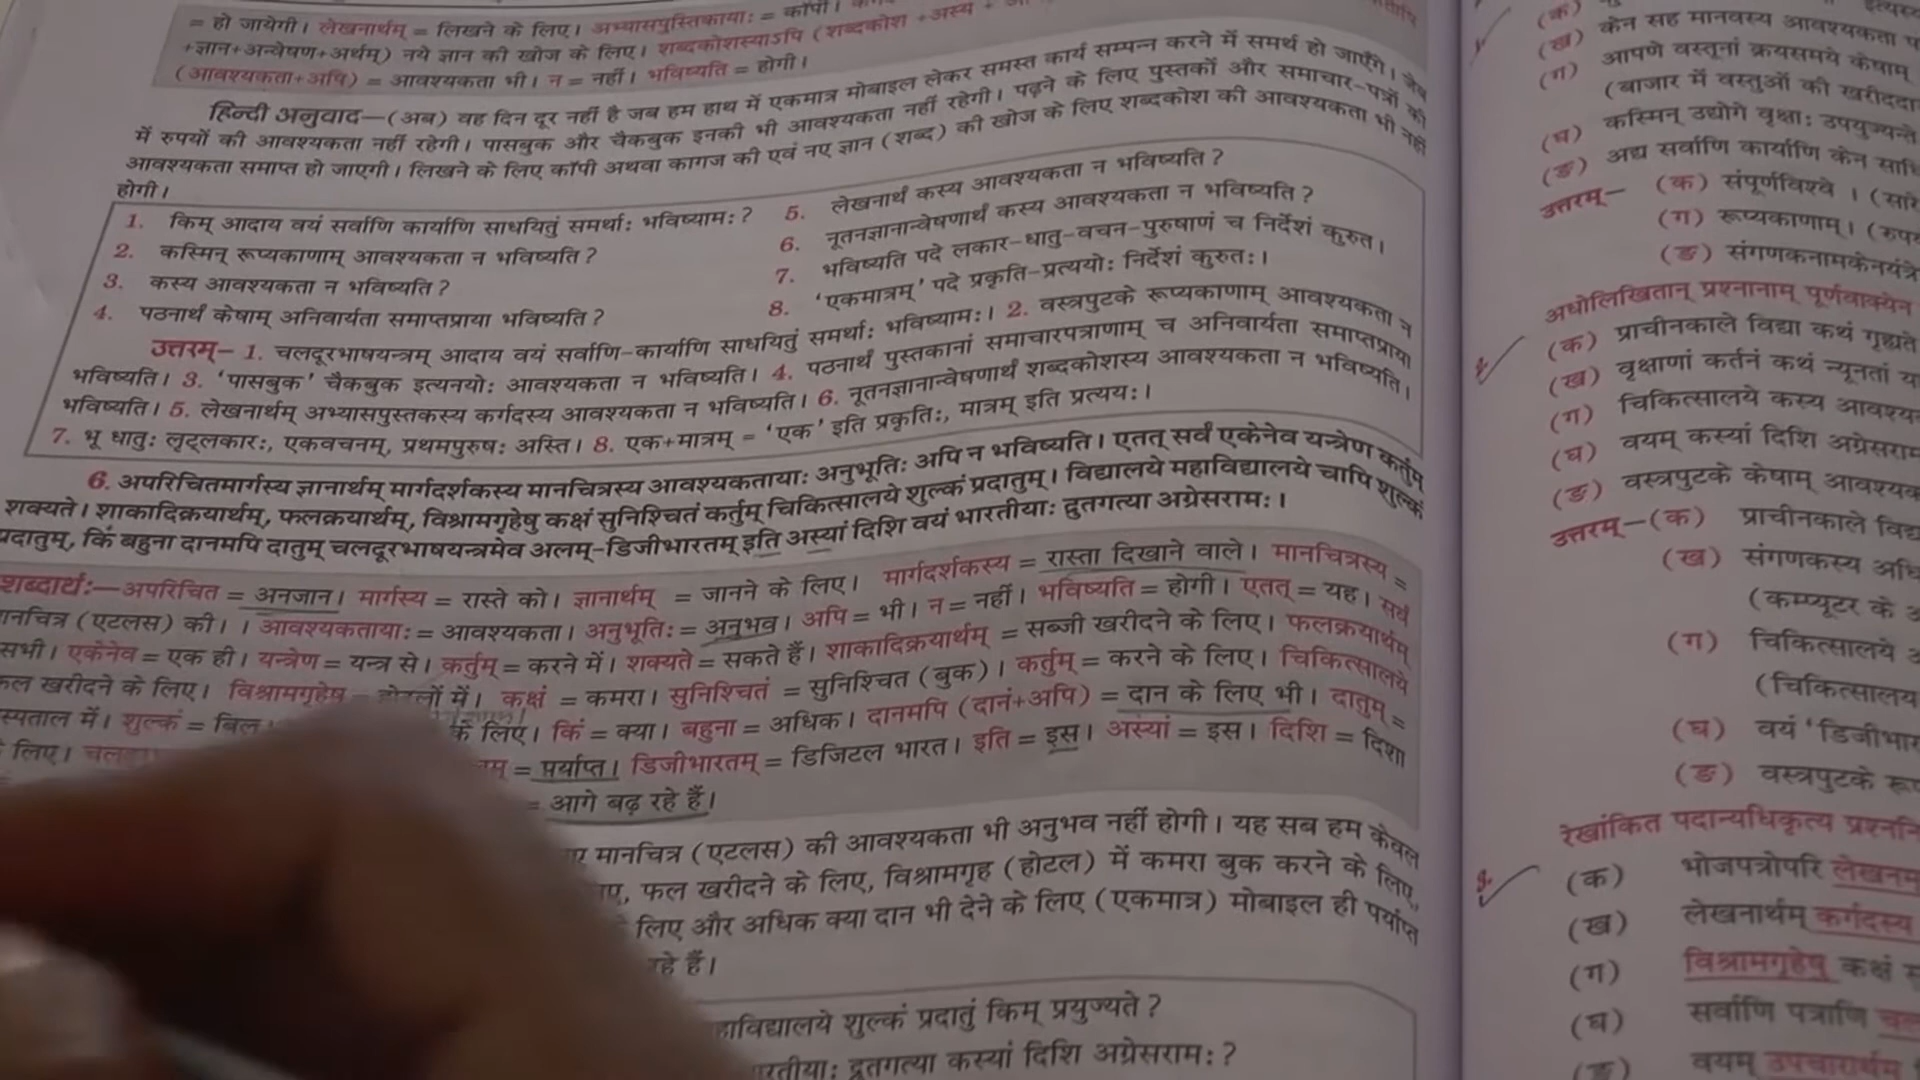 = हो जायेगी। लेखनार्थम् = लिखने के लिए। अभ्यासपुस्तिकाया: = कॉपी।
+ज्ञान+अन्वेषण+अर्थम्) नये ज्ञान की खोज के लिए। शब्दकोशस्याऽपि (शब्दकोश +अस्य +
(आवश्यकता+अपि) = आवश्यकता भी। न = नहीं। भविष्यति = होगी।
हिन्दी अनुवाद—(अब) वह दिन दूर नहीं है जब हम हाथ में एकमात्र मोबाइल लेकर समस्त कार्य सम्पन्न करने में समर्थ हो जाएँगे। जेब
में रुपयों की आवश्यकता नहीं रहेगी। पासबुक और चैकबुक इनकी भी आवश्यकता नहीं रहेगी। पढ़ने के लिए पुस्तकों और समाचार-पत्रों की
आवश्यकता समाप्त हो जाएगी। लिखने के लिए कॉपी अथवा कागज की एवं नए ज्ञान (शब्द) की खोज के लिए शब्दकोश की आवश्यकता भी नहीं
होगी।
1. किम् आदाय वयं सर्वाणि कार्याणि साधयितुं समर्था: भविष्याम:?
2. कस्मिन् रूप्यकाणाम् आवश्यकता न भविष्यति?
3. कस्य आवश्यकता न भविष्यति?
4. पठनार्थं केषाम् अनिवार्यता समाप्तप्राया भविष्यति?
5. लेखनार्थं कस्य आवश्यकता न भविष्यति?
6. नूतनज्ञानान्वेषणार्थं कस्य आवश्यकता न भविष्यति?
7. भविष्यति पदे लकार-धातु-वचन-पुरुषाणं च निर्देशं कुरुत।
8. 'एकमात्रम्' पदे प्रकृति-प्रत्ययो: निर्देशं कुरुत:।
उत्तरम्– 1. चलदूरभाषयन्त्रम् आदाय वयं सर्वाणि-कार्याणि साधयितुं समर्था: भविष्याम:। 2. वस्त्रपुटके रूप्यकाणाम् आवश्यकता न
भविष्यति। 3. 'पासबुक' चैकबुक इत्यनयो: आवश्यकता न भविष्यति। 4. पठनार्थं पुस्तकानां समाचारपत्राणाम् च अनिवार्यता समाप्तप्राया
भविष्यति। 5. लेखनार्थम् अभ्यासपुस्तकस्य कर्गदस्य आवश्यकता न भविष्यति। 6. नूतनज्ञानान्वेषणार्थं शब्दकोशस्य आवश्यकता न भविष्यति।
7. भू धातु: लृट्लकार:, एकवचनम्, प्रथमपुरुष: अस्ति। 8. एक+मात्रम् = 'एक' इति प्रकृति:, मात्रम् इति प्रत्यय:।
6. अपरिचितमार्गस्य ज्ञानार्थम् मार्गदर्शकस्य मानचित्रस्य आवश्यकताया: अनुभूति: अपि न भविष्यति। एतत् सर्वं एकेनेव यन्त्रेण कर्तुम्
शक्यते। शाकादिक्रयार्थम्, फलक्रयार्थम्, विश्रामगृहेषु कक्षं सुनिश्चितं कर्तुम् चिकित्सालये शुल्कं प्रदातुम्। विद्यालये महाविद्यालये चापि शुल्कं
प्रदातुम्, किं बहुना दानमपि दातुम् चलदूरभाषयन्त्रमेव अलम्-डिजीभारतम् इति अस्यां दिशि वयं भारतीया: द्रुतगत्या अग्रेसराम:।
शब्दार्थ:—अपरिचित = अनजान। मार्गस्य = रास्ते को। ज्ञानार्थम् = जानने के लिए। मार्गदर्शकस्य = रास्ता दिखाने वाले। मानचित्रस्य =
मानचित्र (एटलस) की।। आवश्यकताया: = आवश्यकता। अनुभूति: = अनुभव। अपि = भी। न = नहीं। भविष्यति = होगी। एतत् = यह। सर्वं
सभी। एकेनेव = एक ही। यन्त्रेण = यन्त्र से। कर्तुम् = करने में। शक्यते = सकते हैं। शाकादिक्रयार्थम् = सब्जी खरीदने के लिए। फलक्रयार्थम्
फल खरीदने के लिए। विश्रामगृहेषु = होटलों में। कक्षं = कमरा। सुनिश्चितं = सुनिश्चित (बुक)। कर्तुम् = करने के लिए। चिकित्सालये
स्पताल में। शुल्कं = बिल के लिए। किं = क्या। बहुना = अधिक। दानमपि (दानं+अपि) = दान के लिए भी। दातुम् =
लिए। = पर्याप्त। डिजीभारतम् = डिजिटल भारत। इति = इस। अस्यां = इस। दिशि = दिशा
= आगे बढ़ रहे हैं।
मानचित्र (एटलस) की आवश्यकता भी अनुभव नहीं होगी। यह सब हम केवल
फल खरीदने के लिए, विश्रामगृह (होटल) में कमरा बुक करने के लिए,
लिए और अधिक क्या दान भी देने के लिए (एकमात्र) मोबाइल ही पर्याप्त
रहे हैं।
हाविद्यालये शुल्कं प्रदातुं किम् प्रयुज्यते?
रतीया: द्रुतगत्या कस्यां दिशि अग्रेसराम:?
(क)
(ख) केन सह मानवस्य आवश्यकता
(ग) आपणे वस्तूनां क्रयसमये केषाम्
(बाजार में वस्तुओं की खरीददा
(घ) कस्मिन् उद्योगे वृक्षा: उपयुज्यन्ते
(ङ) अद्य सर्वाणि कार्याणि केन साधि
उत्तरम्— (क) संपूर्णविश्वे । (सारे
(ग) रूप्यकाणाम्। (रुपय
(ङ) संगणकनामकेनयंत्रे
अधोलिखितान् प्रश्नानाम् पूर्णवाक्येन
(क) प्राचीनकाले विद्या कथं गृह्यते
(ख) वृक्षाणां कर्तनं कथं न्यूनतां
(ग) चिकित्सालये कस्य आवश्यक
(घ) वयम् कस्यां दिशि अग्रेसराम
(ङ) वस्त्रपुटके केषाम् आवश्यक
उत्तरम्—(क) प्राचीनकाले विद्य
(ख) संगणकस्य अधि
(कम्प्यूटर के
(ग) चिकित्सालये
(चिकित्सालय
(घ) वयं 'डिजीभार
(ङ) वस्त्रपुटके रूप
रेखांकित पदान्यधिकृत्य प्रश्ननि
(क) भोजपत्रोपरि लेखनम
(ख) लेखनार्थम् कर्गदस्य
(ग) विश्रामगृहेषु कक्षं
(घ) सर्वाणि पत्राणि
(ङ) वयम् उपचारार्थम्